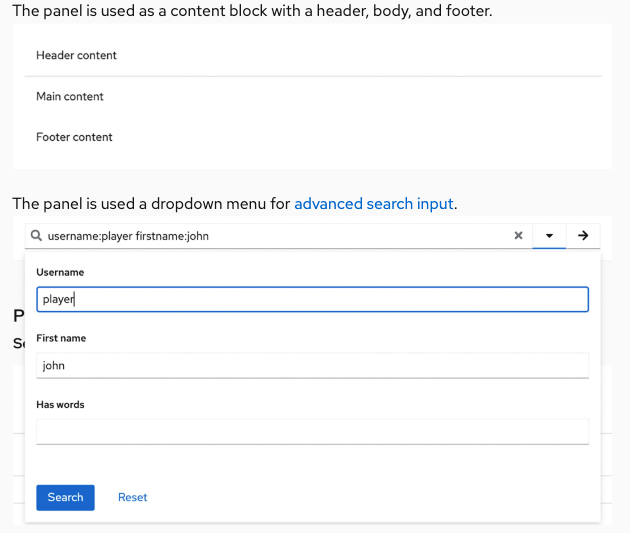 The panel is used as a content block with a header, body, and footer.
Header content
Main content
Footer content
The panel is used a dropdown menu for advanced search input.
username:player firstname:john
Username
player
First name
john
Has words
Search Reset